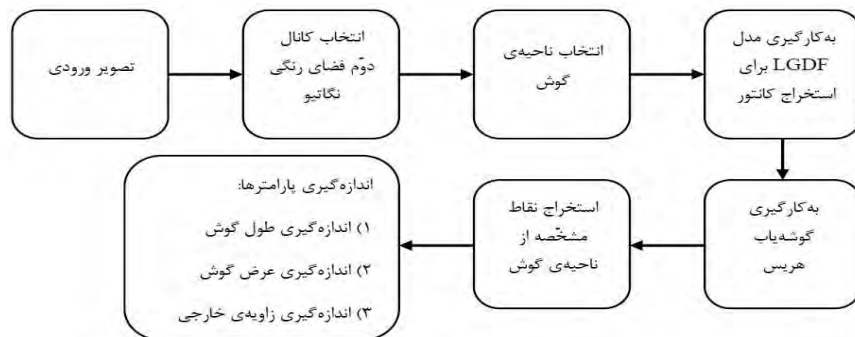 تصویر ورودی
انتخاب کانال
دوّم فضای رنگی
نگاتیو
انتخاب ناحیه‌ی
گوش
به‌کارگیری مدل
LGDF برای
استخراج کانتور
به‌کارگیری
گوشه‌یاب
هریس
استخراج نقاط
مشخّصه از
ناحیه‌ی گوش
اندازه‌گیری پارامترها:
۱) اندازه‌گیری طول گوش
۲) اندازه‌گیری عرض گوش
۳) اندازه‌گیری زاویه‌ی خارجی